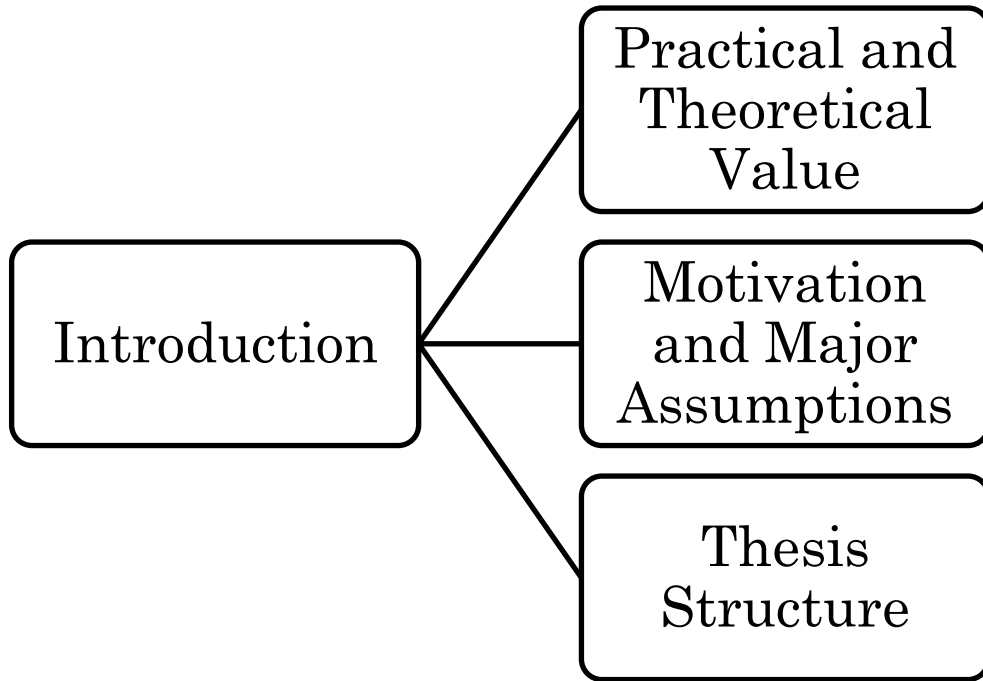 Introduction
Practical and
Theoretical
Value
Motivation
and Major
Assumptions
Thesis
Structure